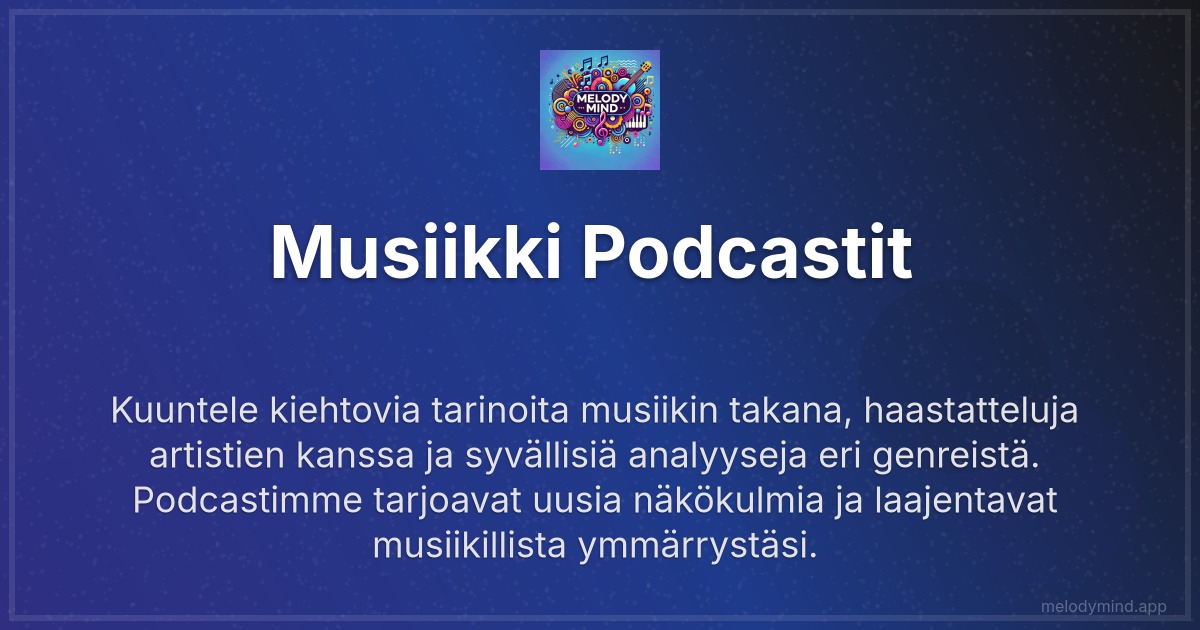 MELODY
MIND
Musiikki Podcastit
Kuuntele kiehtovia tarinoita musiikin takana, haastatteluja
artistien kanssa ja syvällisiä analyyseja eri genreistä.
Podcastimme tarjoavat uusia näkökulmia ja laajentavat
musiikillista ymmärrystäsi.
melodymind.app